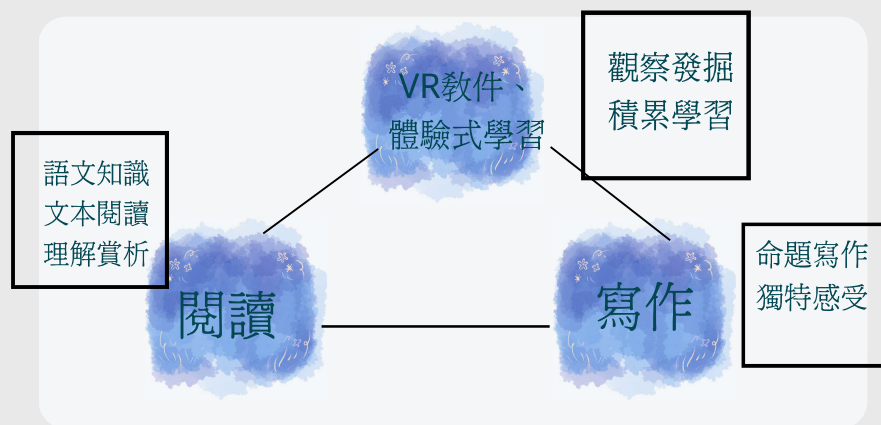 VR教件、
體驗式學習
觀察發掘
積累學習
語文知識
文本閱讀
理解賞析
閱讀
寫作
命題寫作
獨特感受